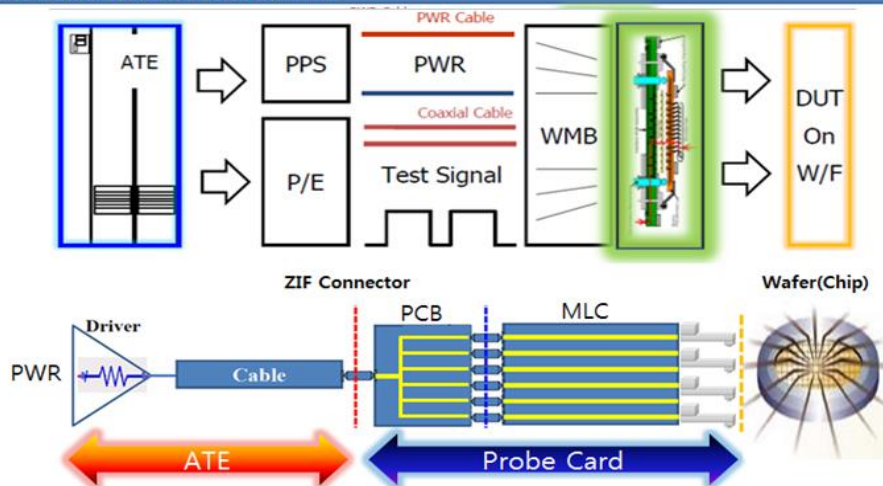 PWR Cable
ATE
PPS
PWR
Coaxial Cable
P/E
Test Signal
WMB
DUT
On
W/F
ZIF Connector
Wafer(Chip)
Driver
PCB
MLC
PWR
Cable
ATE
Probe Card